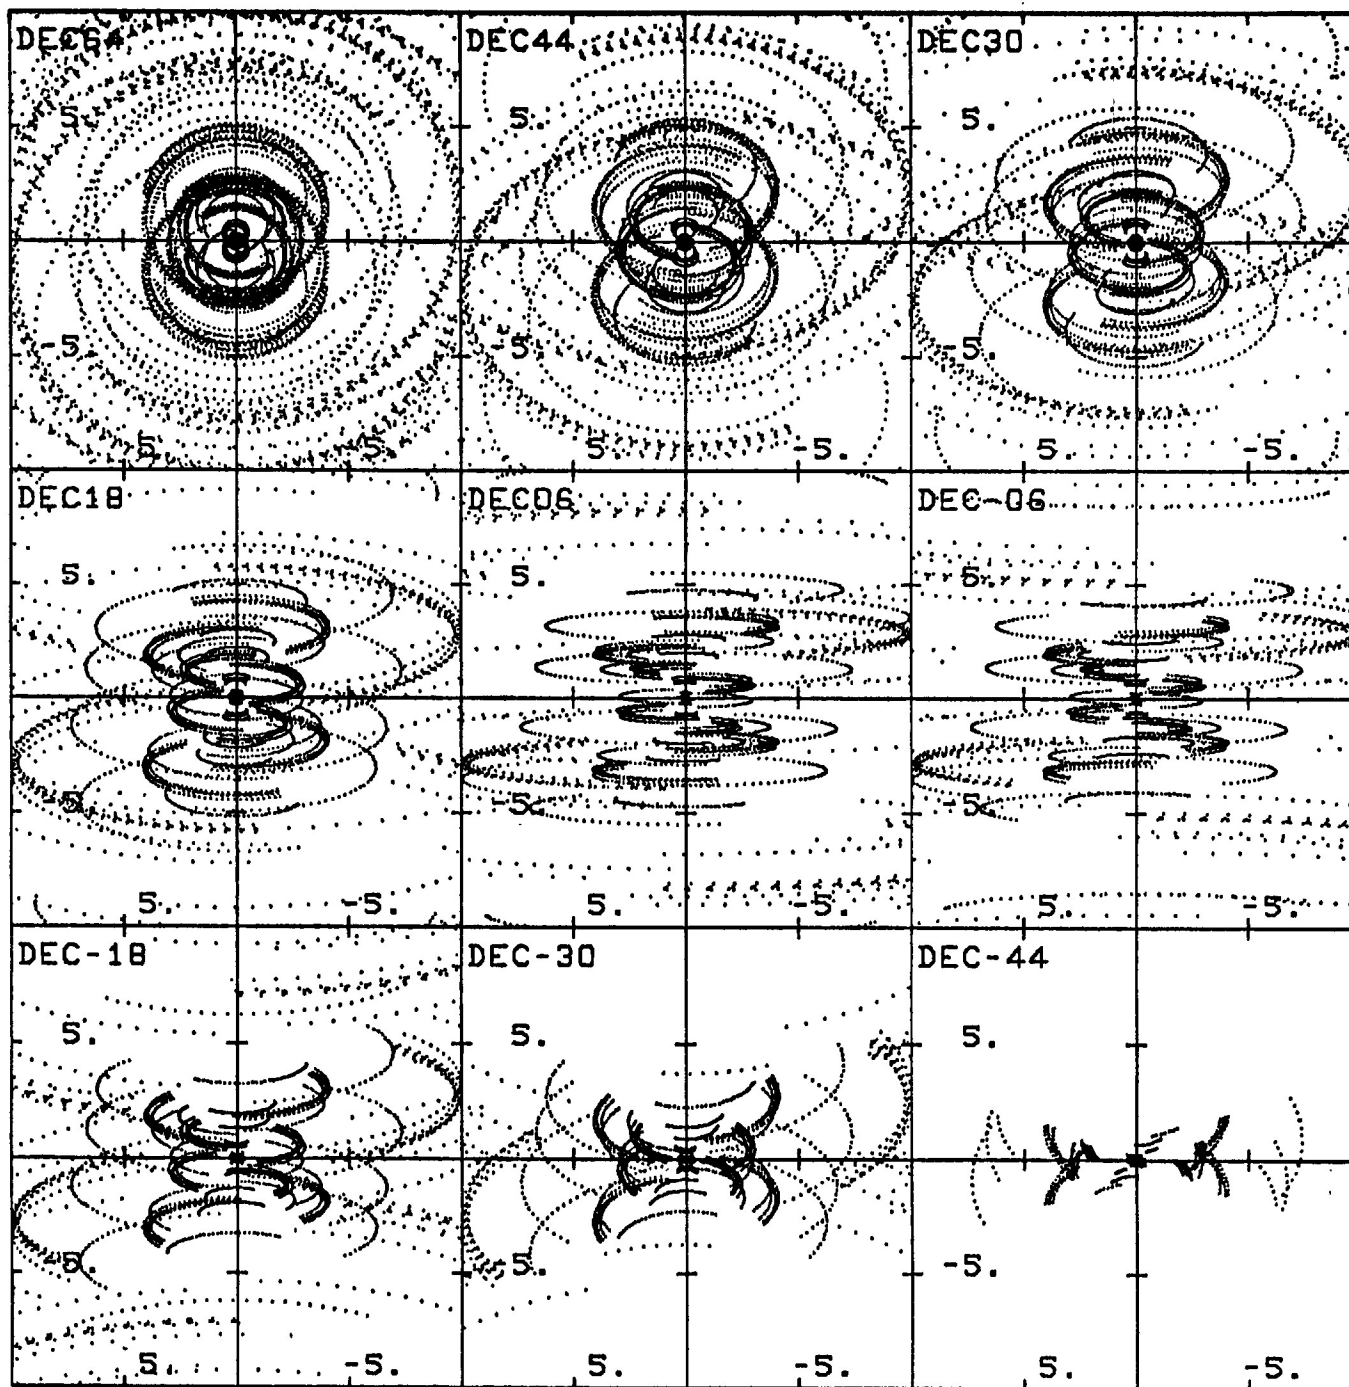 DEC64 DEC44 DEC30
5. 5. 5.
-5. 5. -5.
5 5. 5. -5. 5. -5.
DEC18 DEC06 DEC-06
5. 5. 5.
-5. -5. -5.
5. -5. 5. -5. 5. -5.
DEC-18 DEC-30 DEC-44
5. 5. 5.
-5. -5. -5.
5. -5. 5. -5. 5. -5.